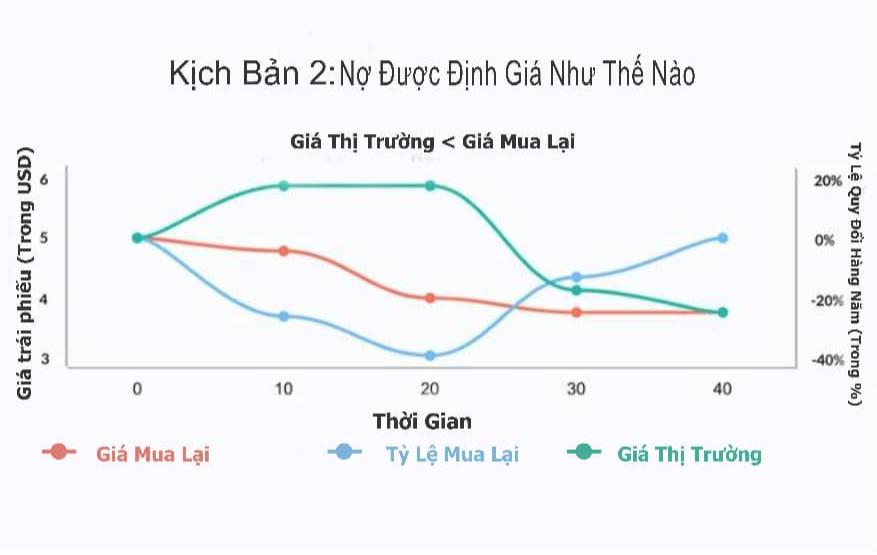 Kịch Bản 2:Nợ Được Định Giá Như Thế Nào
Giá Thị Trường < Giá Mua Lại
Giá trái phiếu (Trong USD)
6
5
4
3
20%
0%
-20%
-40%
Tỷ Lệ Quy Đổi Hàng Năm (Trong %)
0 10 20 30 40
Thời Gian
Giá Mua Lại Tỷ Lệ Mua Lại Giá Thị Trường